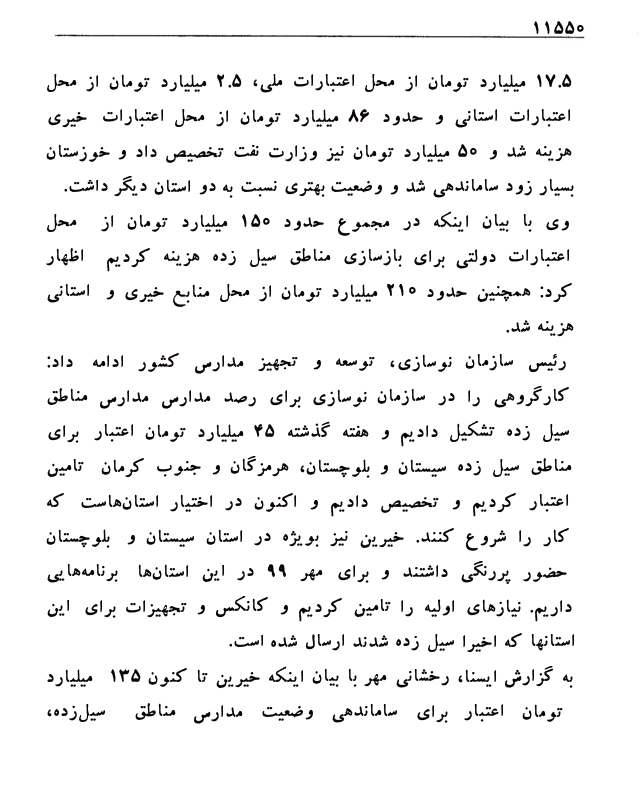 ۱۱۵۵۰
۱۷.۵ میلیارد تومان از محل اعتبارات ملی، ۲.۵ میلیارد تومان از محل
اعتبارات استانی و حدود ۸۶ میلیارد تومان از محل اعتبارات خیری
هزینه شد و ۵۰ میلیارد تومان نیز وزارت نفت تخصیص داد و خوزستان
بسیار زود ساماندهی شد و وضعیت بهتری نسبت به دو استان دیگر داشت.
وی با بیان اینکه در مجموع حدود ۱۵۰ میلیارد تومان از محل
اعتبارات دولتی برای بازسازی مناطق سیل زده هزینه کردیم اظهار
کرد: همچنین حدود ۲۱۰ میلیارد تومان از محل منابع خیری و استانی
هزینه شد.
رئیس سازمان نوسازی، توسعه و تجهیز مدارس کشور ادامه داد:
کارگروهی را در سازمان نوسازی برای رصد مدارس مدارس مناطق
سیل زده تشکیل دادیم و هفته گذشته ۴۵ میلیارد تومان اعتبار برای
مناطق سیل زده سیستان و بلوچستان، هرمزگان و جنوب کرمان تامین
اعتبار کردیم و تخصیص دادیم و اکنون در اختیار استان‌هاست که
کار را شروع کنند. خیرین نیز بویژه در استان سیستان و بلوچستان
حضور پررنگی داشتند و برای مهر ۹۹ در این استان‌ها برنامه‌هایی
داریم. نیازهای اولیه را تامین کردیم و کانکس و تجهیزات برای این
استانها که اخیرا سیل زده شدند ارسال شده است.
به گزارش ایسنا، رخشانی مهر با بیان اینکه خیرین تا کنون ۱۳۵ میلیارد
تومان اعتبار برای ساماندهی وضعیت مدارس مناطق سیل‌زده،